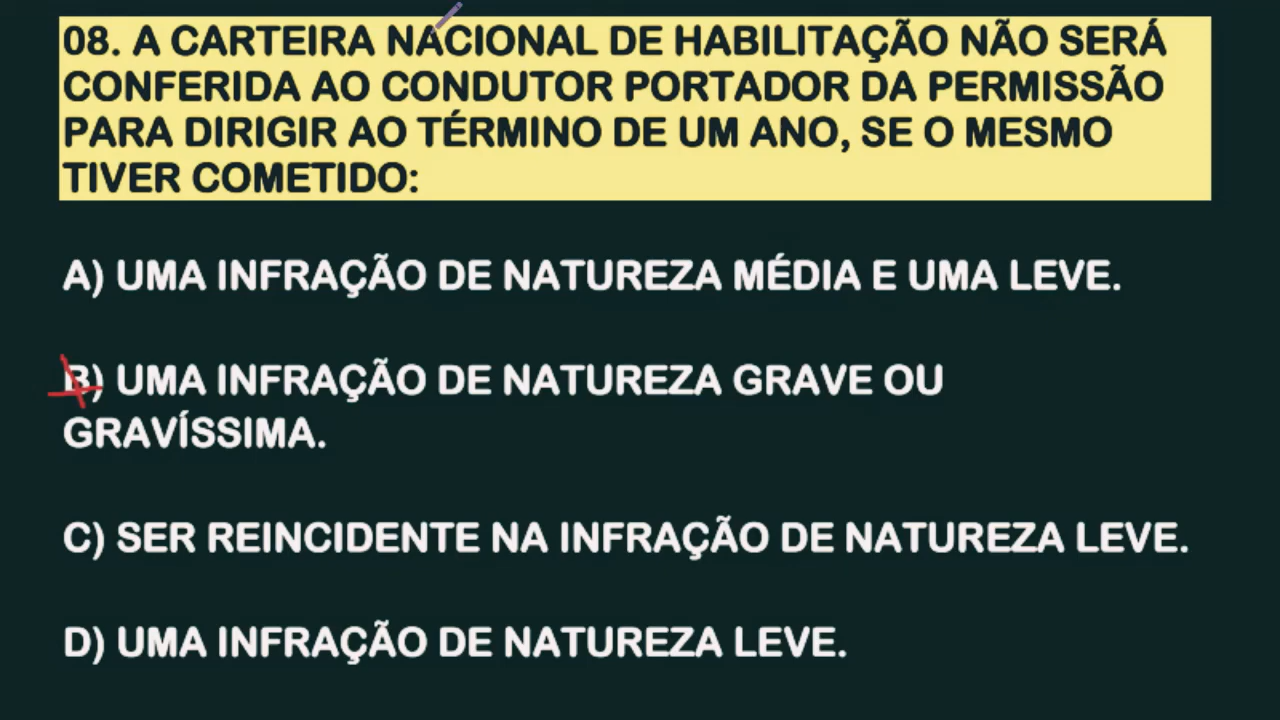 08. A CARTEIRA NACIONAL DE HABILITAÇÃO NÃO SERÁ
CONFERIDA AO CONDUTOR PORTADOR DA PERMISSÃO
PARA DIRIGIR AO TÉRMINO DE UM ANO, SE O MESMO
TIVER COMETIDO:
A) UMA INFRAÇÃO DE NATUREZA MÉDIA E UMA LEVE.
B) UMA INFRAÇÃO DE NATUREZA GRAVE OU
GRAVÍSSIMA.
C) SER REINCIDENTE NA INFRAÇÃO DE NATUREZA LEVE.
D) UMA INFRAÇÃO DE NATUREZA LEVE.